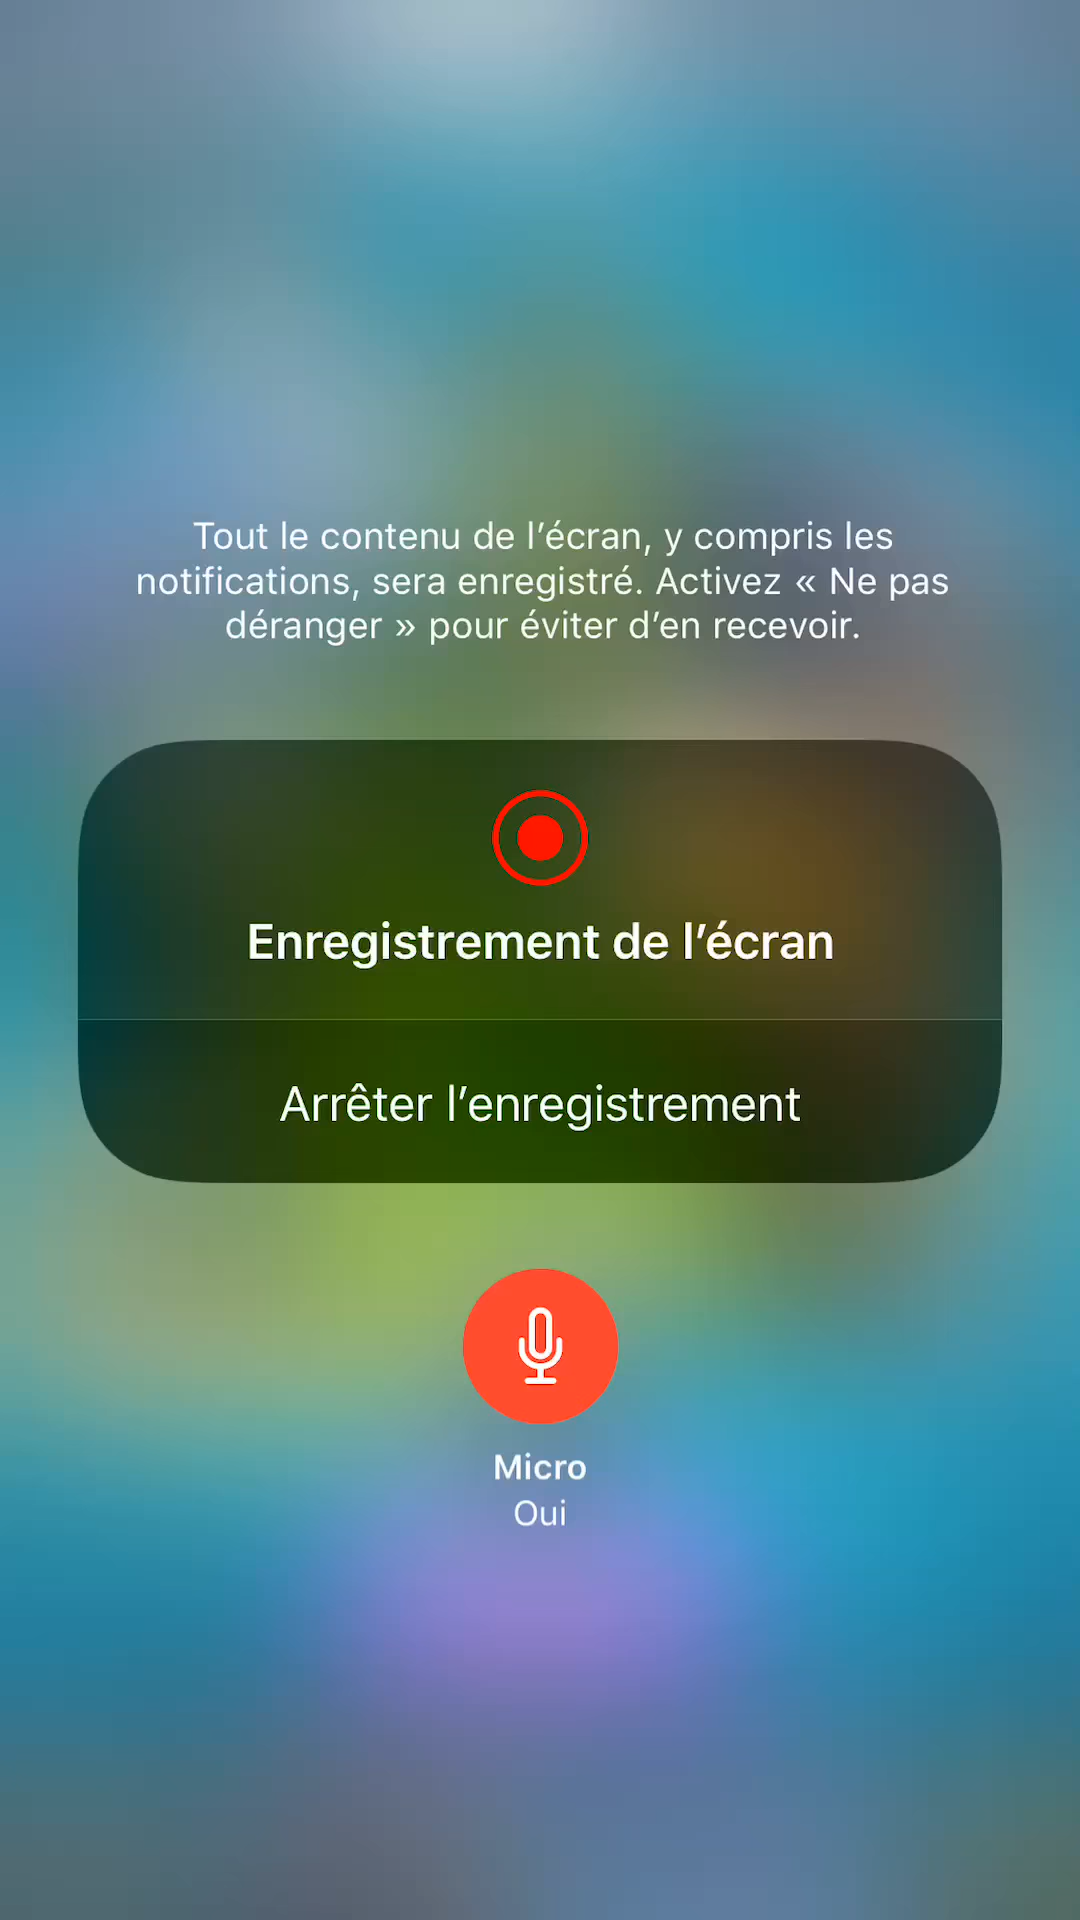 Tout le contenu de l’écran, y compris les
notifications, sera enregistré. Activez « Ne pas
déranger » pour éviter d’en recevoir.
Enregistrement de l’écran
Arrêter l’enregistrement
Micro
Oui